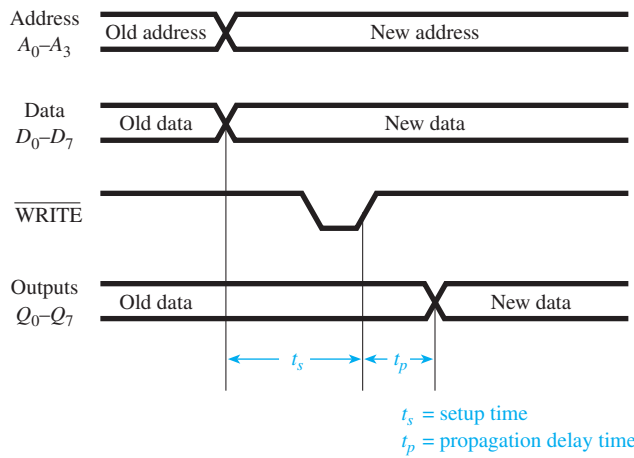 Address
A₀–A₃
Old address
New address
Data
D₀–D₇
Old data
New data
W̅R̅I̅T̅E̅
Outputs
Q₀–Q₇
Old data
New data
tₛ
tₚ
tₛ = setup time
tₚ = propagation delay time